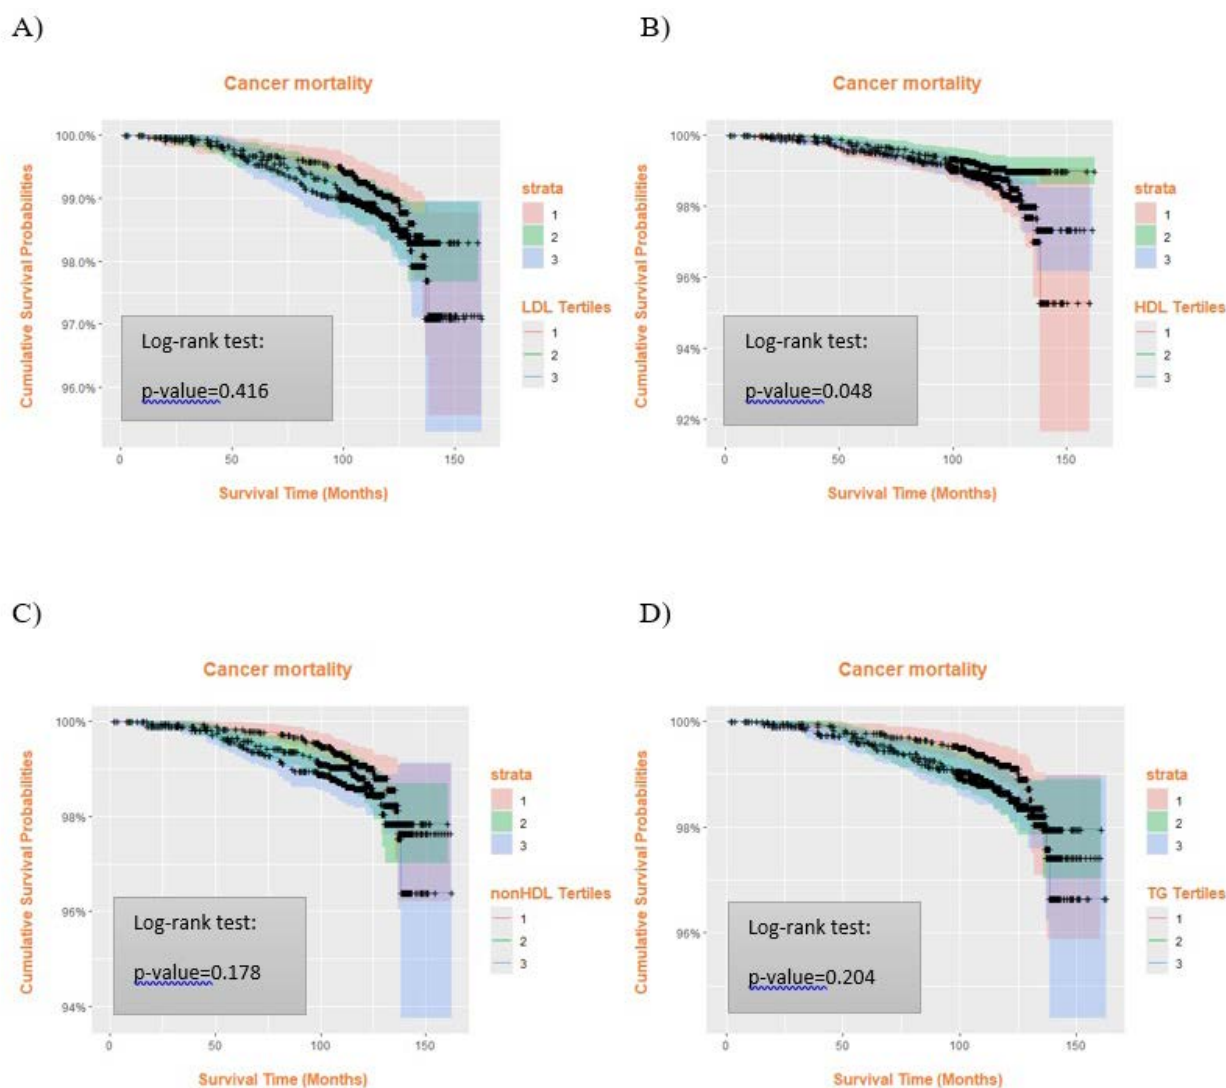 A)
Cancer mortality
Cumulative Survival Probabilities
100.0%
99.0%
98.0%
97.0%
96.0%
Log-rank test:
p-value=0.416
0
50
100
150
Survival Time (Months)
strata
1
2
3
LDL Tertiles
1
2
3
B)
Cancer mortality
Cumulative Survival Probabilities
100%
98%
96%
94%
92%
Log-rank test:
p-value=0.048
0
50
100
150
Survival Time (Months)
strata
1
2
3
HDL Tertiles
1
2
3
C)
Cancer mortality
Cumulative Survival Probabilities
100%
98%
96%
94%
Log-rank test:
p-value=0.178
0
50
100
150
Survival Time (Months)
strata
1
2
3
nonHDL Tertiles
1
2
3
D)
Cancer mortality
Cumulative Survival Probabilities
100%
98%
96%
Log-rank test:
p-value=0.204
0
50
100
150
Survival Time (Months)
strata
1
2
3
TG Tertiles
1
2
3